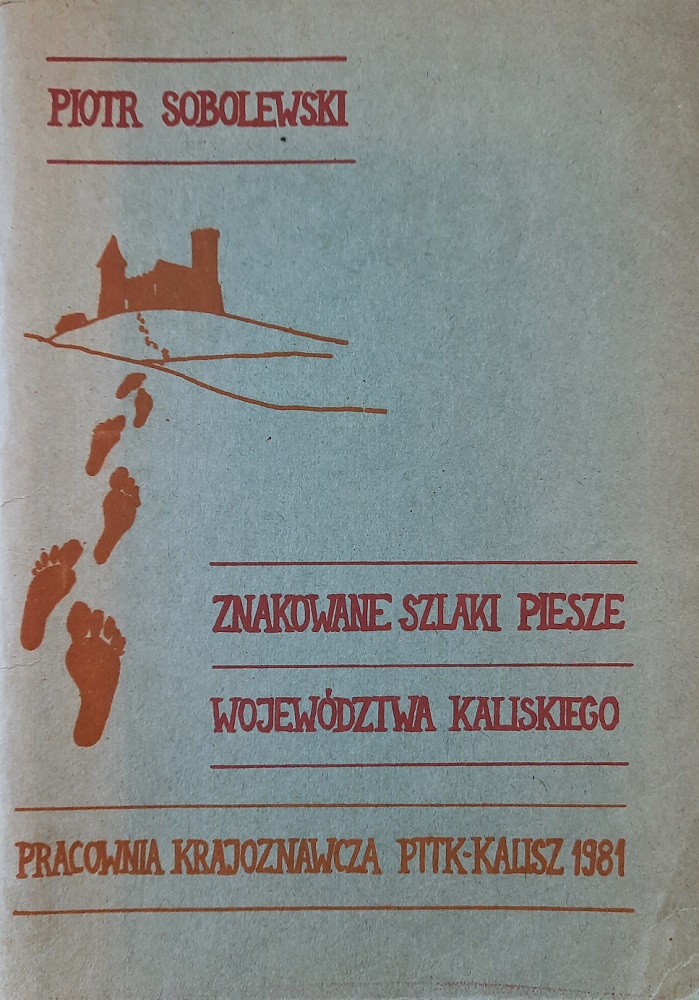 PIOTR SOBOLEWSKI
ZNAKOWANE SZLAKI PIESZE
WOJEWÓDZTWA KALISKIEGO
PRACOWNIA KRAJOZNAWCZA PTTK-KALISZ 1981